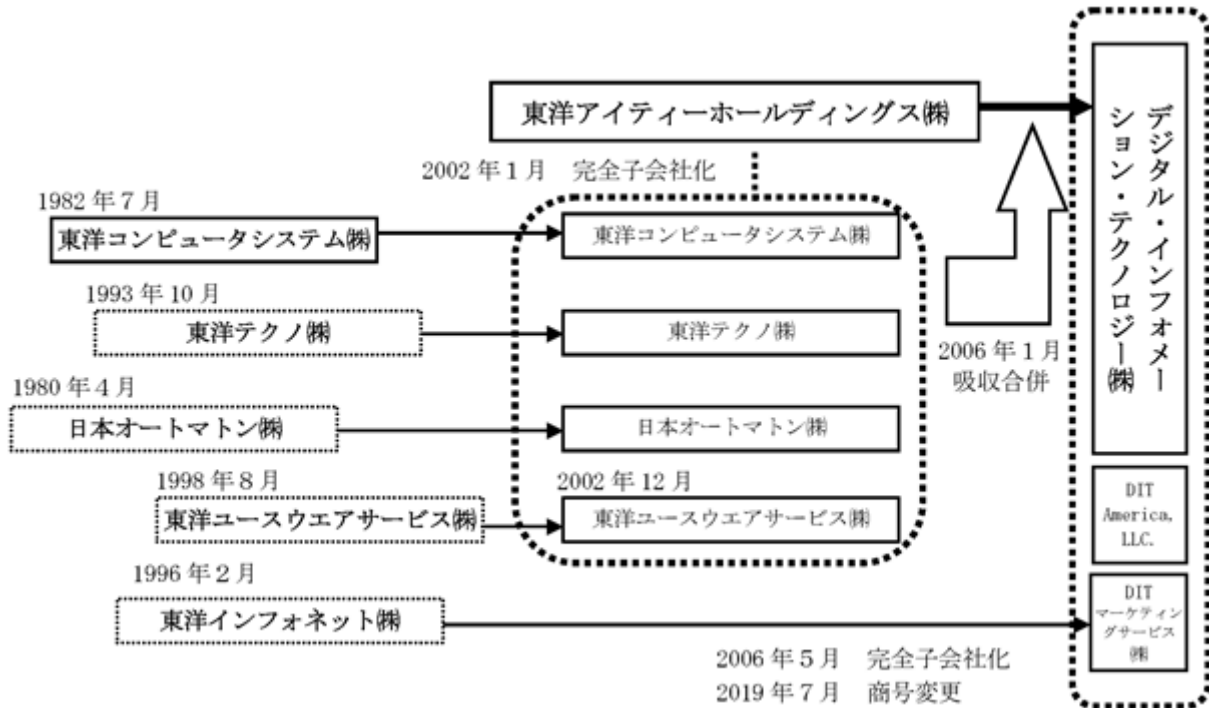 東洋アイティーホールディングス㈱
2002年1月 完全子会社化
1982年7月
東洋コンピュータシステム㈱
東洋コンピュータシステム㈱
1993年10月
東洋テクノ㈱
東洋テクノ㈱
1980年4月
日本オートマトン㈱
日本オートマトン㈱
1998年8月
東洋ユースウエアサービス㈱
2002年12月
東洋ユースウエアサービス㈱
1996年2月
東洋インフォネット㈱
2006年5月 完全子会社化
2019年7月 商号変更
2006年1月
吸収合併
デジタル・インフォメー
ション・テクノロジー㈱
DIT
America,
LLC.
DIT
マーケティン
グサービス
㈱